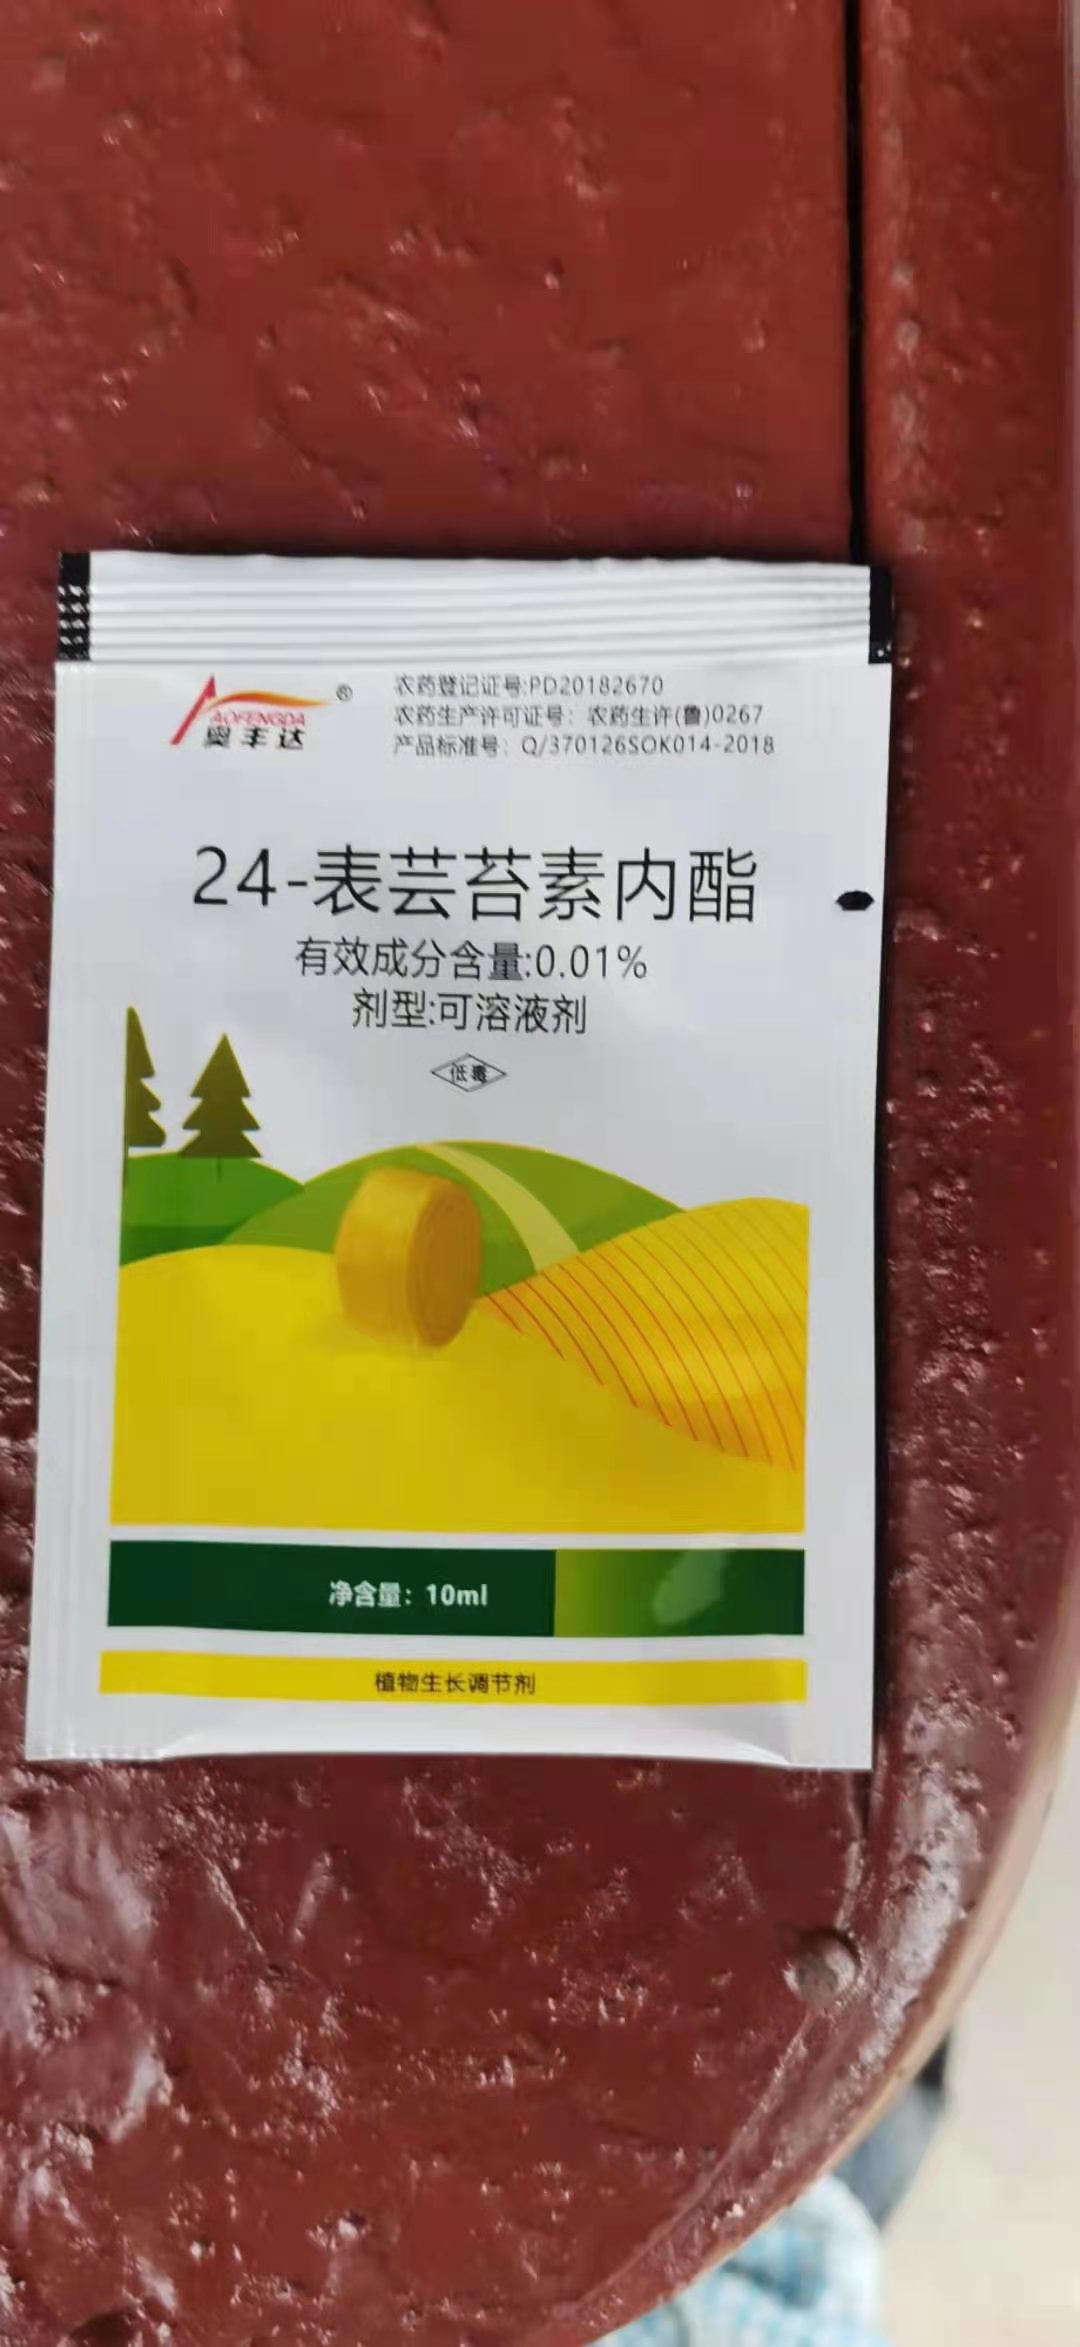 AOFENGDA ®
奥丰达
农药登记证号:PD20182670
农药生产许可证号：农药生许(鲁)0267
产品标准号：Q/370126SOK014-2018
24-表芸苔素内酯
有效成分含量:0.01%
剂型:可溶液剂
低毒
净含量：10ml
植物生长调节剂